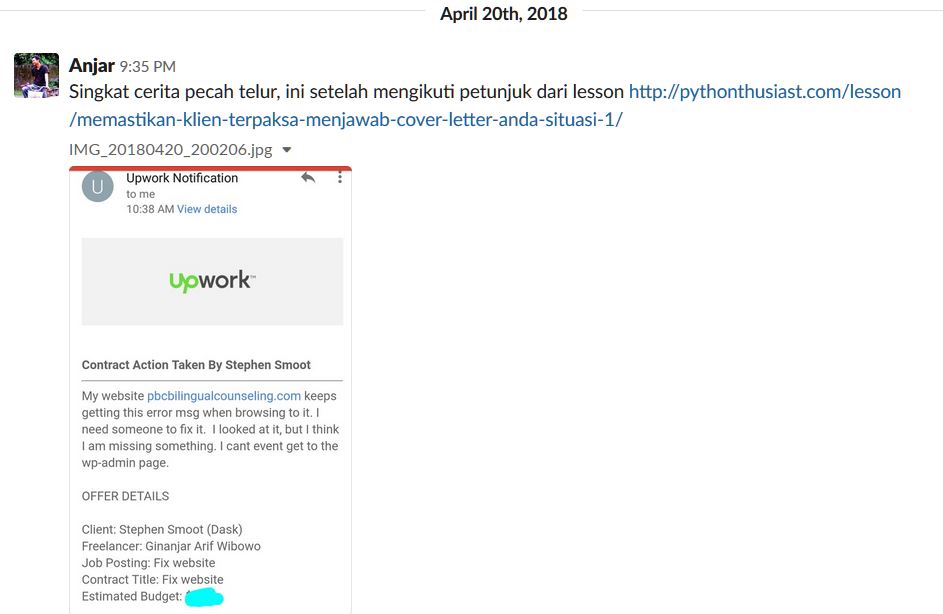 April 20th, 2018
Anjar 9:35 PM
Singkat cerita pecah telur, ini setelah mengikuti petunjuk dari lesson http://pythonthusiast.com/lesson
/memastikan-klien-terpaksa-menjawab-cover-letter-anda-situasi-1/
IMG_20180420_200206.jpg
U
Upwork Notification
to me
10:38 AM View details
upwork™
Contract Action Taken By Stephen Smoot
My website pbcbilingualcounseling.com keeps
getting this error msg when browsing to it. I
need someone to fix it. I looked at it, but I think
I am missing something. I cant event get to the
wp-admin page.
OFFER DETAILS
Client: Stephen Smoot (Dask)
Freelancer: Ginanjar Arif Wibowo
Job Posting: Fix website
Contract Title: Fix website
Estimated Budget: